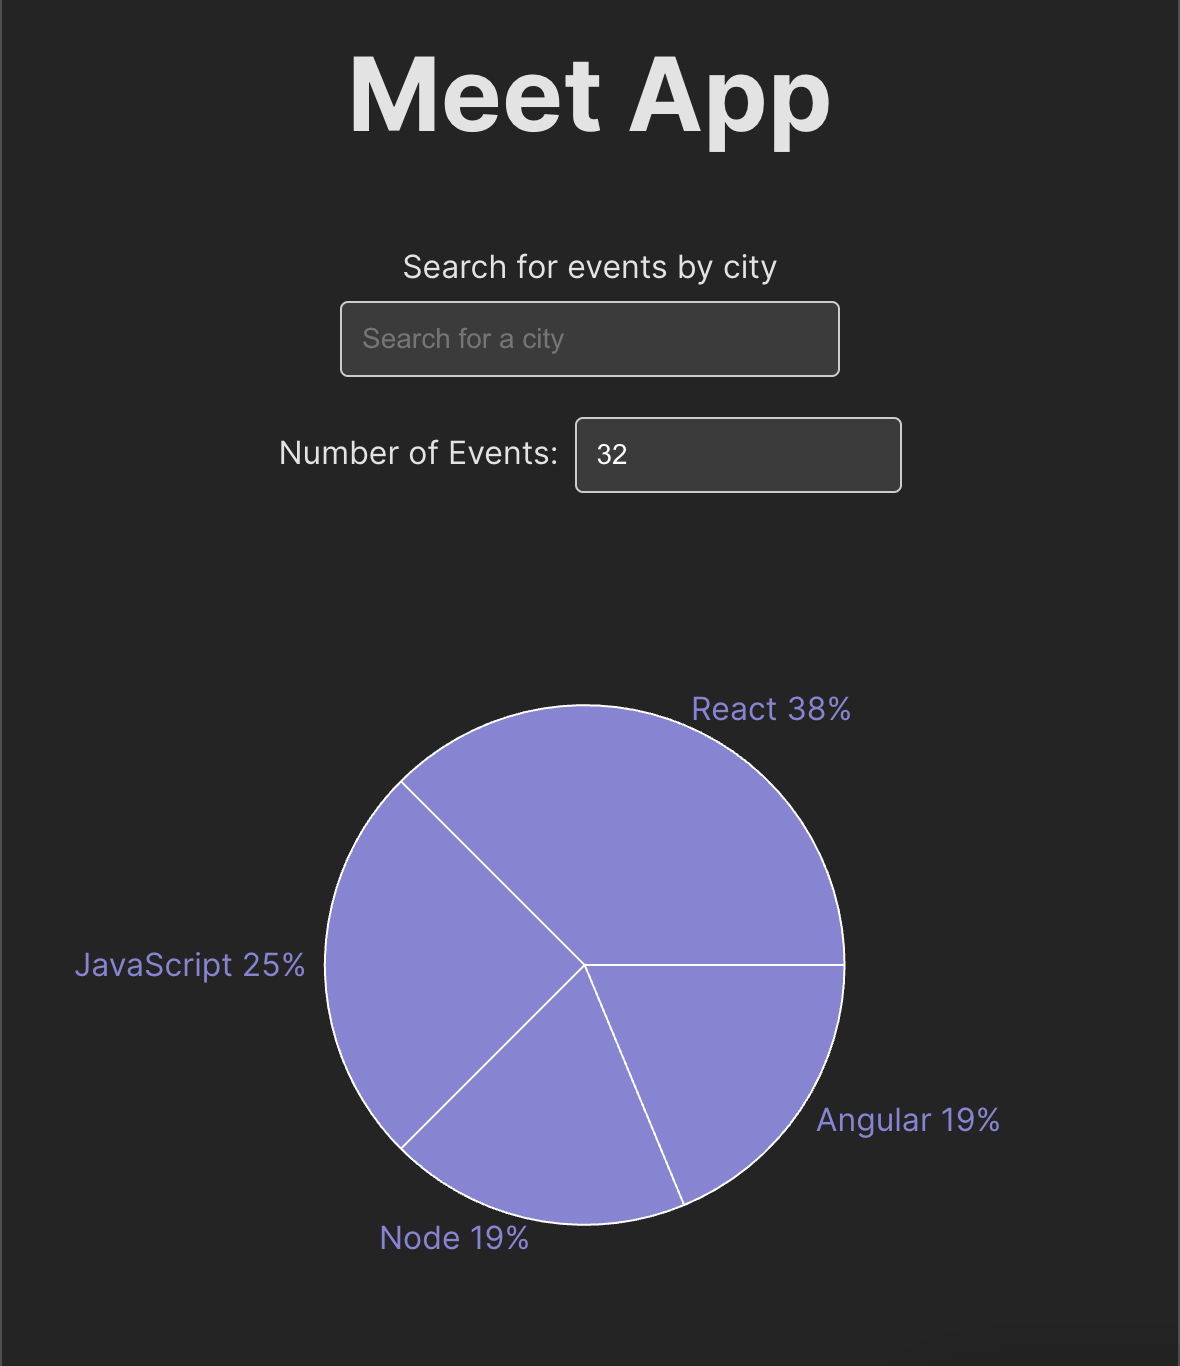 Meet App
Search for events by city
Search for a city
Number of Events: 32
React 38%
JavaScript 25%
Angular 19%
Node 19%